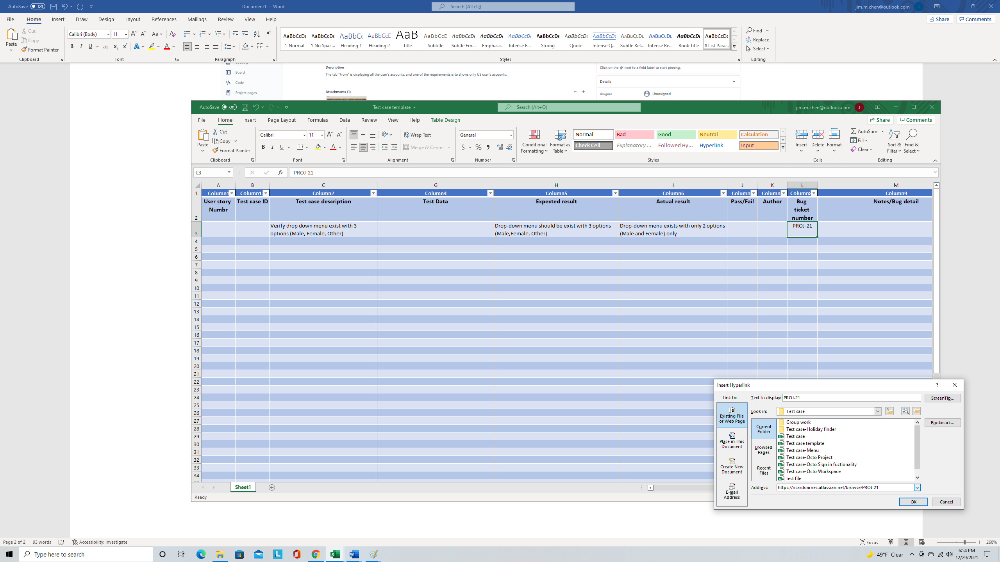 AutoSave Off
Document1 - Word
Search (Alt+Q)
jim.m.chen@outlook.com J
File Home Insert Draw Design Layout References Mailings Review View Help
Share Comments
Paste Cut Copy Format Painter
Calibri (Body) 11
AaBbCcDc AaBbCcDc AaBbCc AaBbCcD AaB AaBbCcD AaBbCcDc AaBbCcDc AaBbCcDc AaBbCcDc AaBbCcDc AaBbCcDc AaBbCcDc AaBbCcDc AaBbCcDc AaBbCcDc
¶ Normal ¶ No Spac... Heading 1 Heading 2 Title Subtitle Subtle Em... Emphasis Intense E... Strong Quote Intense Q... Subtle Ref... Intense Re... Book Title ¶ List Para...
Find
Replace
Select
Clipboard Font Paragraph Styles Editing
Board
Code
Project pages
Description
The tab "From" is displaying all the user's accounts, and one of the requirements is to shows only US user's accounts.
Attachments (1)
Click on the next to a field label to start pinning.
Details
Assignee Unassigned
AutoSave Off
Test case template
Search (Alt+Q)
jim.m.chen@outlook.com J
File Home Insert Page Layout Formulas Data Review View Help Table Design
Share Comments
Paste Cut Copy Format Painter
Calibri 11
Wrap Text
Merge & Center
General
Conditional Formatting
Format as Table
Normal Bad Good Neutral Calculation
Check Cell Explanatory ... Followed Hy... Hyperlink Input
Insert Delete Format
AutoSum
Fill
Clear
Sort & Filter
Find & Select
Clipboard Font Alignment Number Styles Cells Editing
L3 fx PROJ-21
A B C G H I J K L M
1 Column1 Column1 Column2 Column4 Column5 Column6 Column Column Column8 Column9
2 User story Numbr Test case ID Test case description Test Data Expected result Actual result Pass/Fail Author Bug ticket number Notes/Bug detail
3 Verify drop down menu exist with 3 options (Male, Female, Other) Drop-down menu should be exist with 3 options (Male,Female, Other) Drop-down menu exists with only 2 options (Male and Female) only PROJ-21
4
5
6
7
8
9
10
11
12
13
14
15
16
17
18
19
20
21
22
23
24
25
26
27
28
29
30
31
32
33
34
Sheet1
Ready
Insert Hyperlink ?
Link to:
Text to display: PROJ-21
ScreenTip...
Existing File or Web Page
Look in: Test case
Bookmark...
Place in This Document
Create New Document
E-mail Address
Current Folder
Browsed Pages
Recent Files
Group work
Test case-Holiday finder
Test case
Test case template
Test case-Menu
Test case-Octo Project
Test case-Octo Sign in fuctionality
Test case-Octo Workspace
test file
Address: https://ricardoarnez.atlassian.net/browse/PROJ-21
OK Cancel
Page 2 of 2 93 words Accessibility: Investigate
Focus 268%
Type here to search
49°F Clear
6:54 PM
12/29/2021